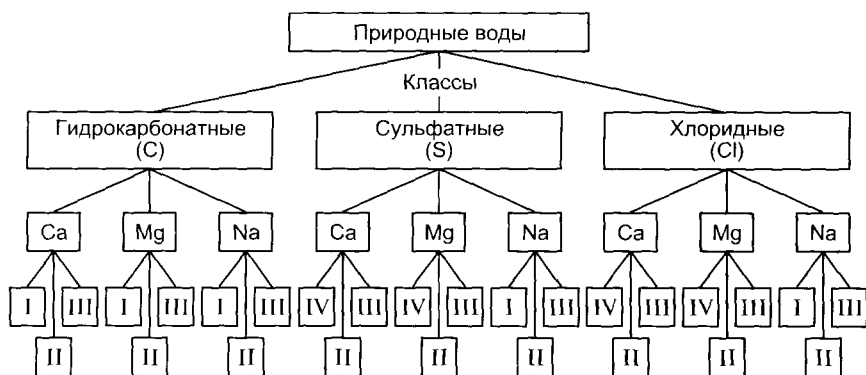 Природные воды
Классы
Гидрокарбонатные Сульфатные Хлоридные
(C) (S) (Cl)
Ca Mg Na Ca Mg Na Ca Mg Na
I III I III I III IV III IV III I III IV III IV III I III
II II II II II II II II II